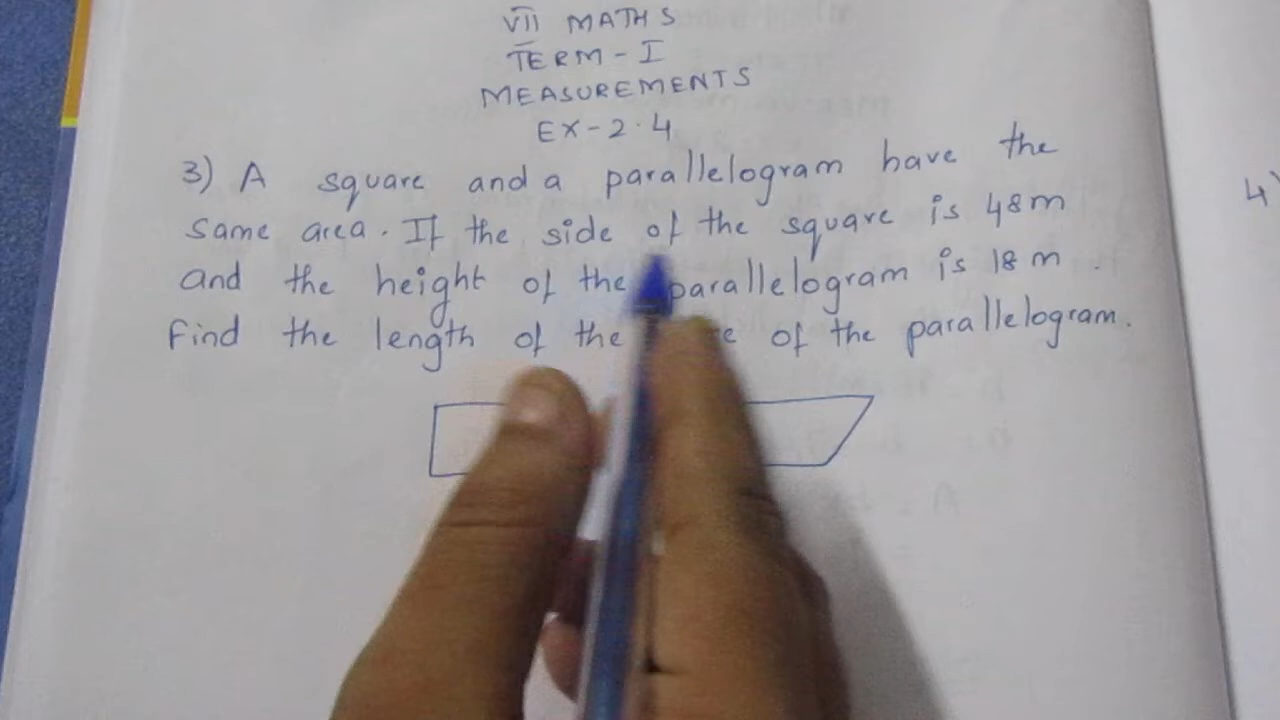 VII MATHS
TERM - I
MEASUREMENTS
EX - 2.4
3) A square and a parallelogram have the
same area. If the side of the square is 48m
and the height of the parallelogram is 18 m.
Find the length of the of the parallelogram.
4)